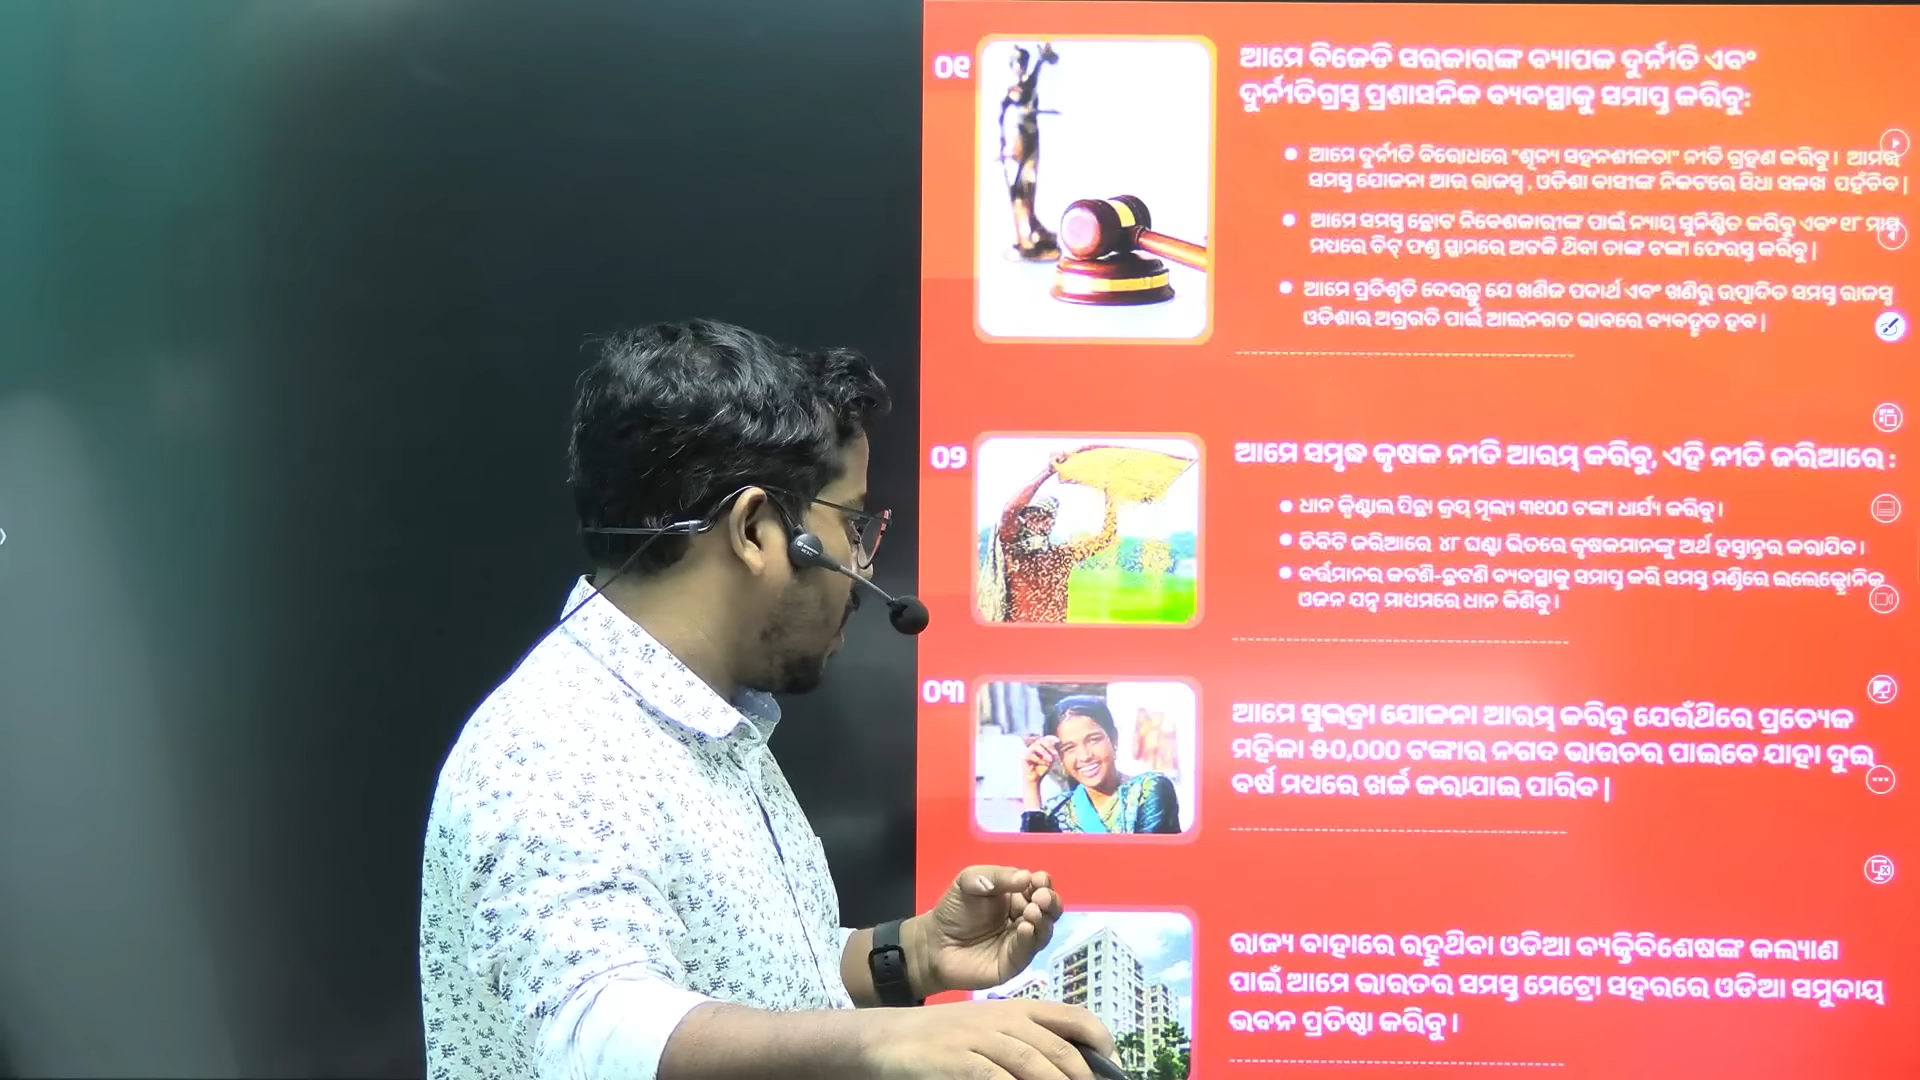 ୦୧
ଆମେ ବିଜେଡି ସରକାରଙ୍କ ବ୍ୟାପକ ଦୁର୍ନୀତି ଏବଂ
ଦୁର୍ନୀତିଗ୍ରସ୍ତ ପ୍ରଶାସନିକ ବ୍ୟବସ୍ଥାକୁ ସମାପ୍ତ କରିବୁ:
ଆମେ ଦୁର୍ନୀତି ବିରୋଧରେ "ଶୂନ୍ୟ ସହନଶୀଳତା" ନୀତି ଗ୍ରହଣ କରିବୁ। ଆମର
ସମସ୍ତ ଯୋଜନା ଆଉ ରାଜସ୍ୱ , ଓଡିଶା ବାସୀଙ୍କ ନିକଟରେ ସିଧା ସଳଖ ପହଁଚିବ |
ଆମେ ସମସ୍ତ ଛୋଟ ନିବେଶକାରୀଙ୍କ ପାଇଁ ନ୍ୟାୟ ସୁନିଶ୍ଚିତ କରିବୁ ଏବଂ ୧୮ ମାସ
ମଧ୍ୟରେ ଚିଟ୍ ଫଣ୍ଡ ସ୍କାମରେ ଅଟକି ଥିବା ତାଙ୍କ ଟଙ୍କା ଫେରସ୍ତ କରିବୁ |
ଆମେ ପ୍ରତିଶୃତି ଦେଉଛୁ ଯେ ଖଣିଜ ପଦାର୍ଥ ଏବଂ ଖଣିରୁ ଉତ୍ପାଦିତ ସମସ୍ତ ରାଜସ୍ୱ
ଓଡିଶାର ଅଗ୍ରଗତି ପାଇଁ ଆଇନଗତ ଭାବରେ ବ୍ୟବହୃତ ହବ |
୦୨
ଆମେ ସମୃଦ୍ଧ କୃଷକ ନୀତି ଆରମ୍ଭ କରିବୁ, ଏହି ନୀତି ଜରିଆରେ :
ଧାନ କ୍ୱିଣ୍ଟାଲ ପିଛା କ୍ରୟ ମୂଲ୍ୟ ୩୧୦୦ ଟଙ୍କା ଧାର୍ଯ୍ୟ କରିବୁ।
ଡିବିଟି ଜରିଆରେ ୪୮ ଘଣ୍ଟା ଭିତରେ କୃଷକମାନଙ୍କୁ ଅର୍ଥ ହସ୍ତାନ୍ତର କରାଯିବ।
ବର୍ତ୍ତମାନର କଟଣି-ଛଟଣି ବ୍ୟବସ୍ଥାକୁ ସମାପ୍ତ କରି ସମସ୍ତ ମଣ୍ଡିରେ ଇଲେକ୍ଟ୍ରୋନିକ୍
ଓଜନ ଯନ୍ତ୍ର ମାଧ୍ୟମରେ ଧାନ କିଣିବୁ।
୦୩
ଆମେ ସୁଭଦ୍ରା ଯୋଜନା ଆରମ୍ଭ କରିବୁ ଯେଉଁଥିରେ ପ୍ରତ୍ୟେକ
ମହିଳା ୫୦,୦୦୦ ଟଙ୍କାର ନଗଦ ଭାଉଚର ପାଇବେ ଯାହା ଦୁଇ
ବର୍ଷ ମଧ୍ୟରେ ଖର୍ଚ୍ଚ କରାଯାଇ ପାରିବ |
ରାଜ୍ୟ ବାହାରେ ରହୁଥିବା ଓଡିଆ ବ୍ୟକ୍ତିବିଶେଷଙ୍କ କଲ୍ୟାଣ
ପାଇଁ ଆମେ ଭାରତର ସମସ୍ତ ମେଟ୍ରୋ ସହରରେ ଓଡିଆ ସମୁଦାୟ
ଭବନ ପ୍ରତିଷ୍ଠା କରିବୁ।